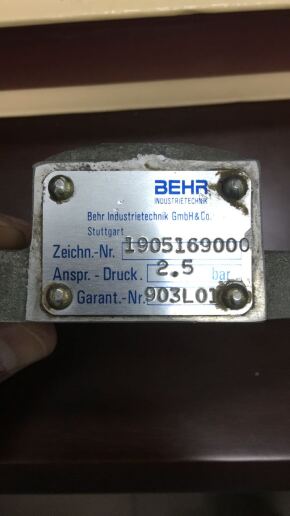 BEHR
INDUSTRIETECHNIK
Behr Industrietechnik GmbH & Co.
Stuttgart
Zeichn.-Nr. 1905169000
Anspr. - Druck. 2.5 bar
Garant.-Nr. 903L01